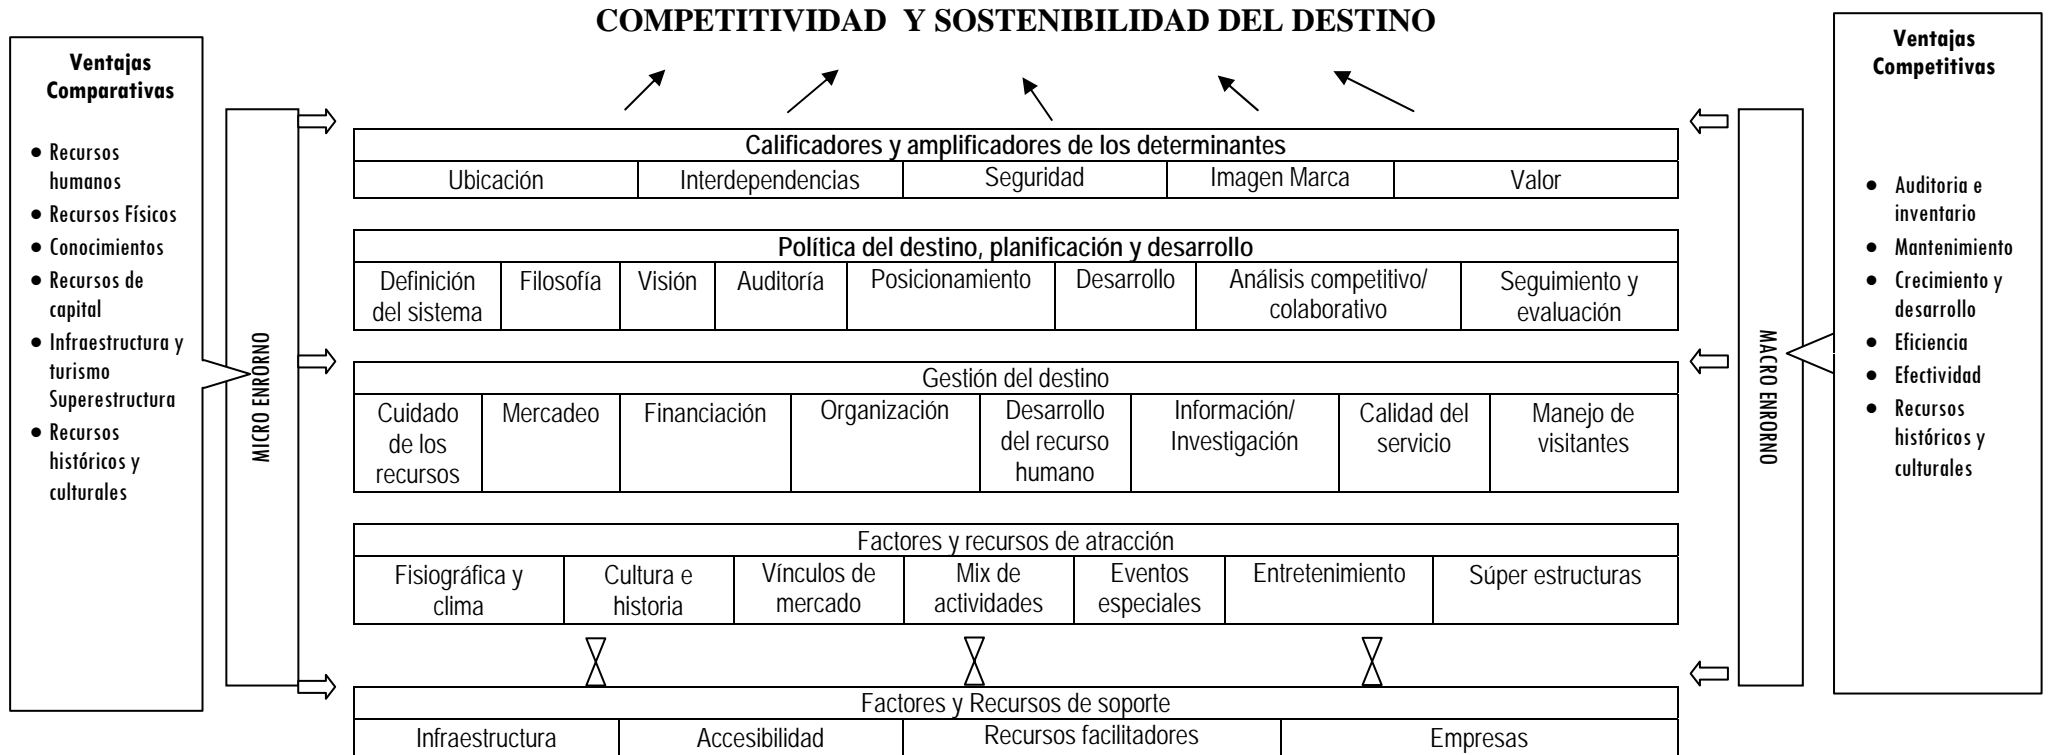 COMPETITIVIDAD Y SOSTENIBILIDAD DEL DESTINO
Ventajas
Comparativas
• Recursos
humanos
• Recursos Físicos
• Conocimientos
• Recursos de
capital
• Infraestructura y
turismo
Superestructura
• Recursos
históricos y
culturales
MICRO ENRORNO
Calificadores y amplificadores de los determinantes
Ubicación Interdependencias Seguridad Imagen Marca Valor
Política del destino, planificación y desarrollo
Definición
del sistema
Filosofía
Visión
Auditoría
Posicionamiento
Desarrollo
Análisis competitivo/
colaborativo
Seguimiento y
evaluación
Gestión del destino
Cuidado
de los
recursos
Mercadeo
Financiación
Organización
Desarrollo
del recurso
humano
Información/
Investigación
Calidad del
servicio
Manejo de
visitantes
Factores y recursos de atracción
Fisiográfica y
clima
Cultura e
historia
Vínculos de
mercado
Mix de
actividades
Eventos
especiales
Entretenimiento
Súper estructuras
Factores y Recursos de soporte
Infraestructura Accesibilidad Recursos facilitadores Empresas
MACRO ENRORNO
Ventajas
Competitivas
• Auditoria e
inventario
• Mantenimiento
• Crecimiento y
desarrollo
• Eficiencia
• Efectividad
• Recursos
históricos y
culturales